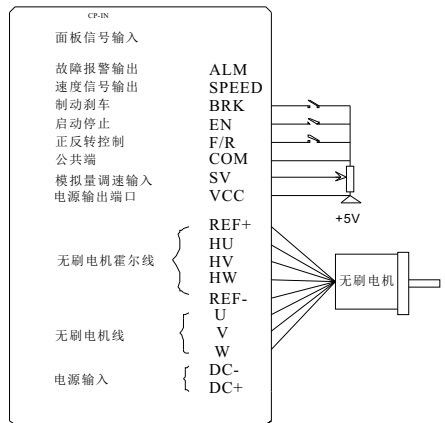 CP-IN
面板信号输入
故障报警输出 ALM
速度信号输出 SPEED
制动刹车 BRK
启动停止 EN
正反转控制 F/R
公共端 COM
模拟量调速输入 SV
电源输出端口 VCC
+5V
REF+
HU
无刷电机霍尔线 HV
HW
REF-
无刷电机
U
无刷电机线 V
W
电源输入 DC-
DC+